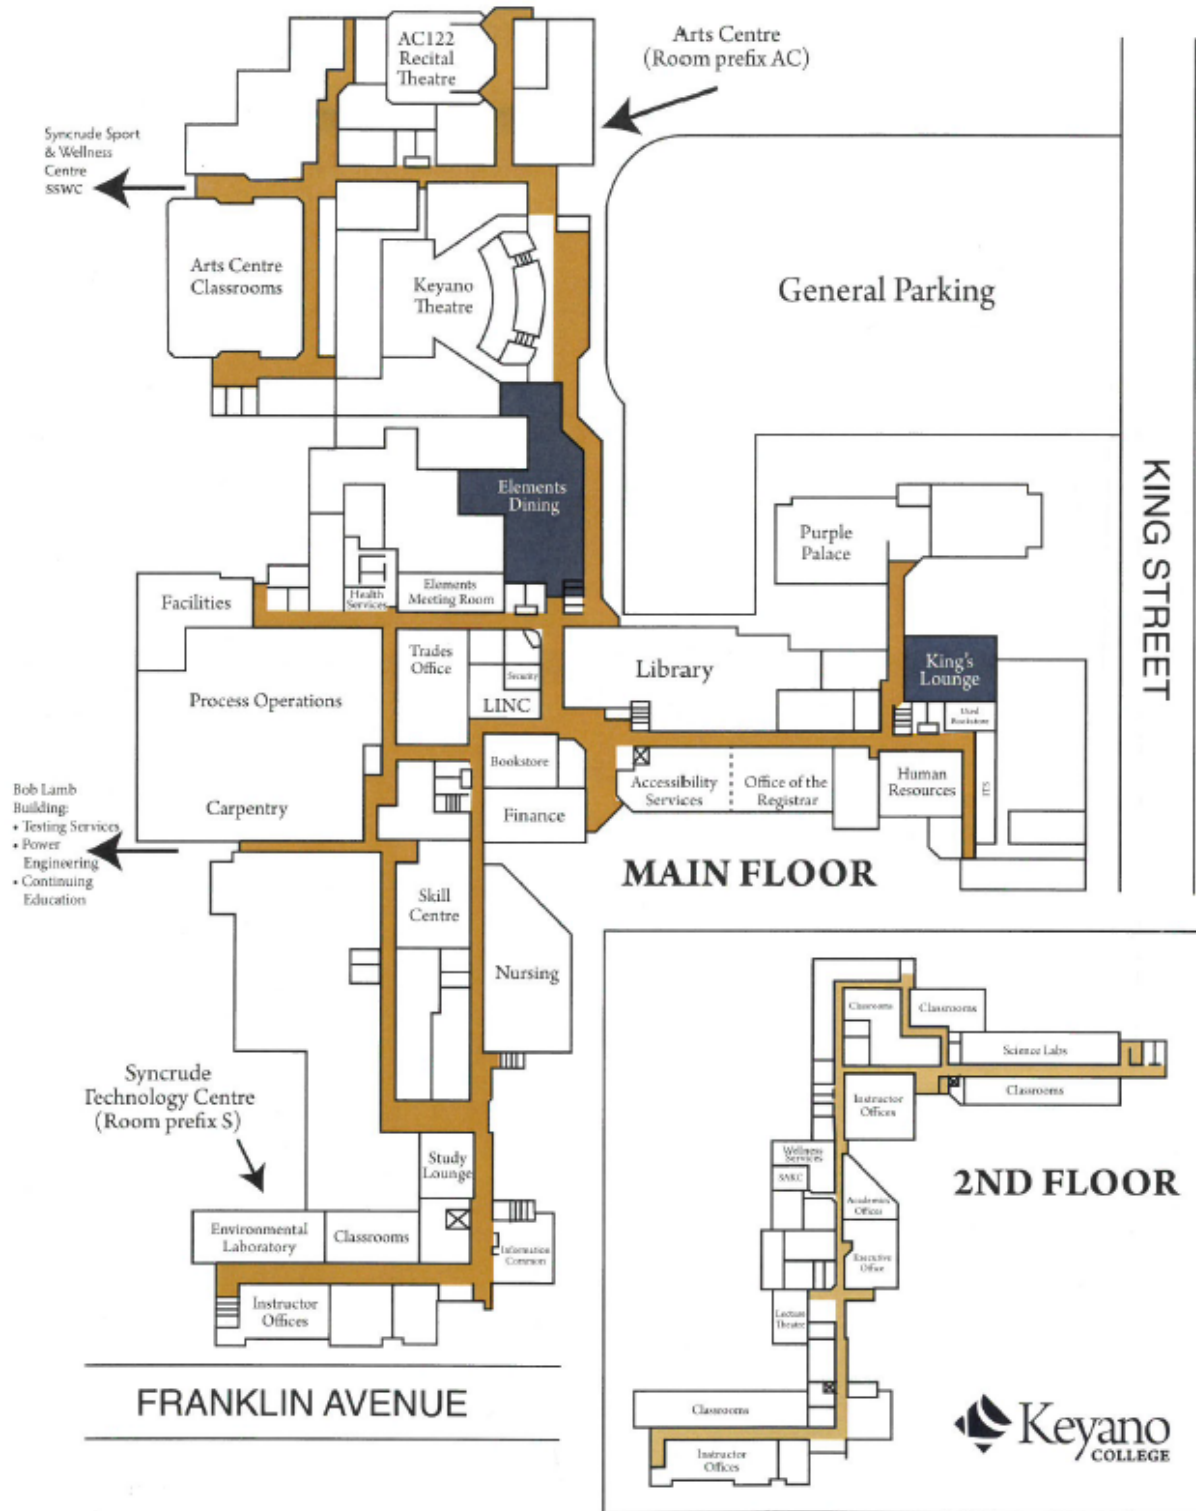 AC122
Recital
Theatre
Arts Centre
(Room prefix AC)
Syncrude Sport
& Wellness
Centre
SSWC
Arts Centre
Classrooms
Keyano
Theatre
General Parking
KING STREET
Elements
Dining
Purple
Palace
Facilities
Health
Services
Elements
Meeting Room
Trades
Office
Security
LINC
Library
King's
Lounge
Used
Bookstore
Process Operations
Carpentry
Bookstore
Finance
Accessibility
Services
Office of the
Registrar
Human
Resources
ITS
Bob Lamb
Building:
• Testing Services
• Power
Engineering
• Continuing
Education
MAIN FLOOR
Skill
Centre
Nursing
Syncrude
Technology Centre
(Room prefix S)
Study
Lounge
Environmental
Laboratory
Classrooms
Information
Common
Instructor
Offices
FRANKLIN AVENUE
Classrooms
Classrooms
Science Labs
Classrooms
Instructor
Offices
Wellness
Services
SAKC
Academic
Offices
Executive
Office
Lecture
Theatre
2ND FLOOR
Classrooms
Instructor
Offices
Keyano
COLLEGE